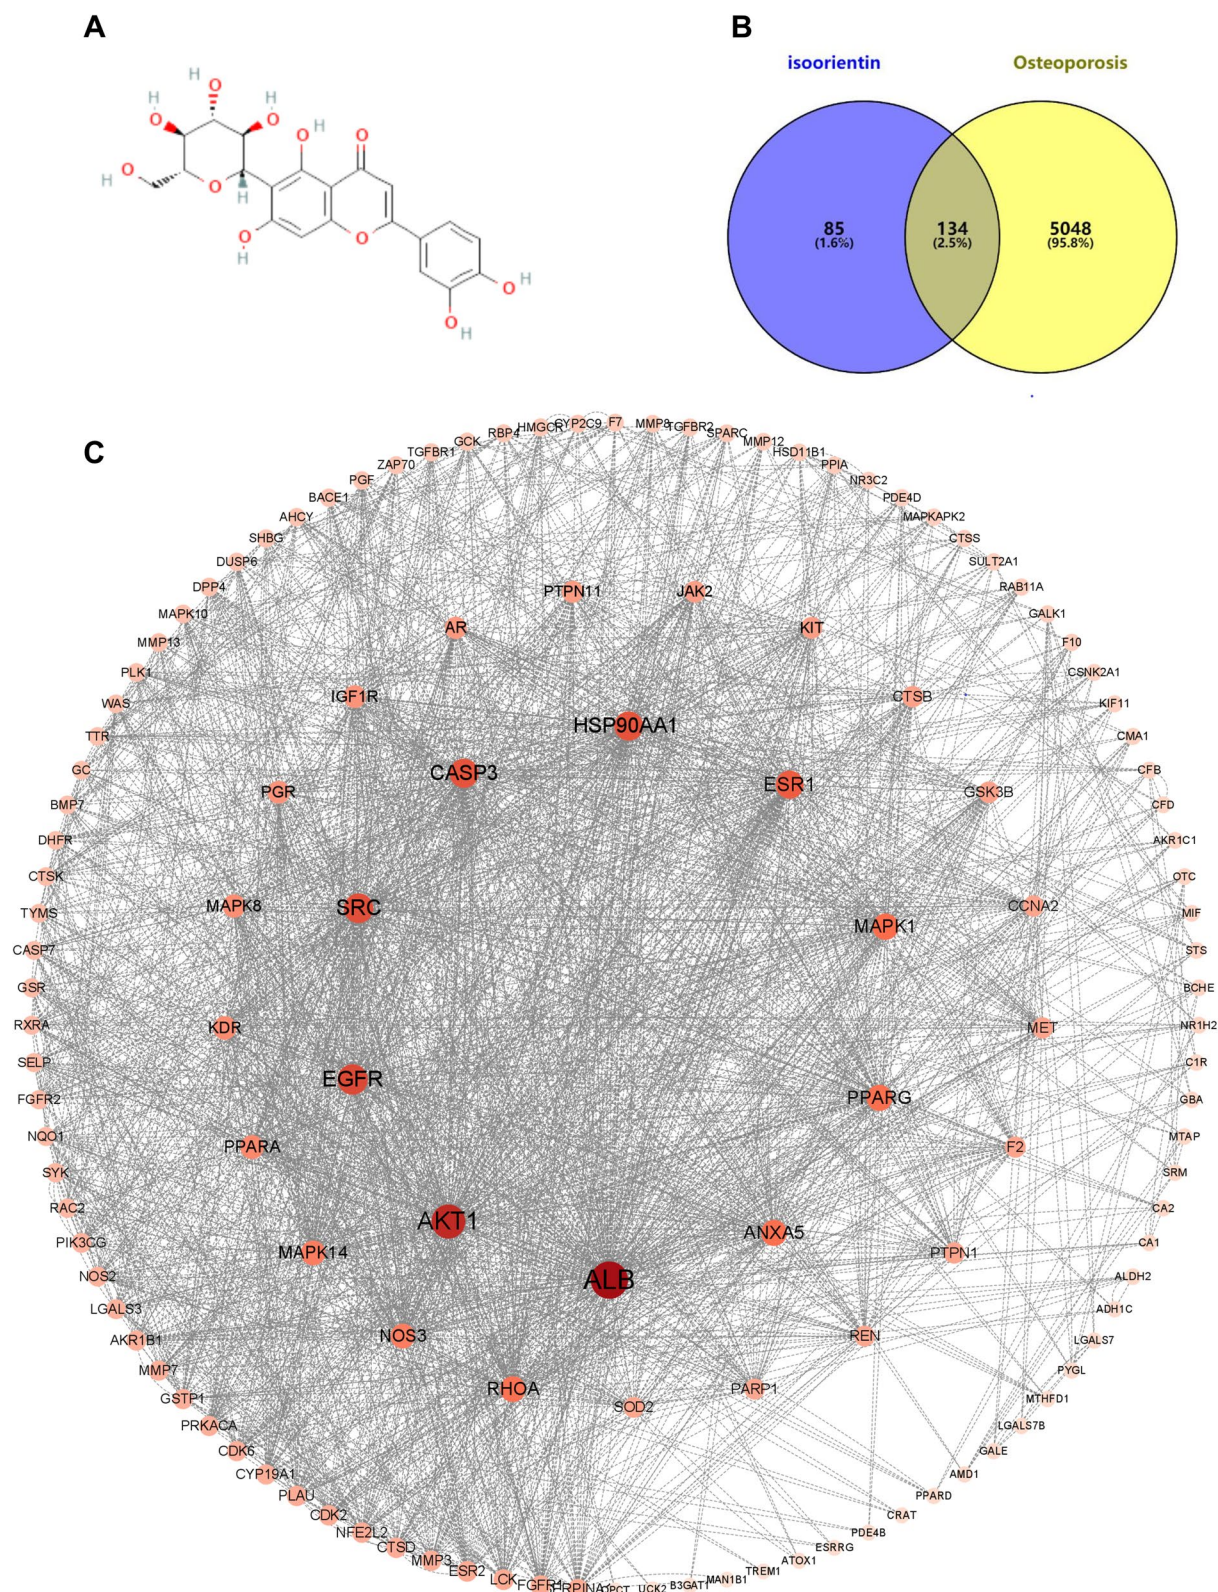 A
H
O
H
O
H
O
H
O
H
O
O
H
O
H
O
H
O
O
H
O
H
B
isoorientin
Osteoporosis
85
(1.6%)
134
(2.5%)
5048
(95.8%)
C
F7
MMP8
TGFBR2
SPARC
MMP12
HSD11B1
PPIA
NR3C2
PDE4D
MAPKAPK2
CTSS
SULT2A1
RAB11A
GALK1
F10
CSNK2A1
KIF11
CMA1
CFB
CFD
AKR1C1
OTC
MIF
STS
BCHE
NR1H2
C1R
GBA
MTAP
SRM
CA2
CA1
ALDH2
ADH1C
LGALS7
PYGL
MTHFD1
LGALS7B
GALE
AMD1
PPARD
CRAT
PDE4B
ESRRG
ATOX1
TREM1
MAN1B1
B3GAT1
UCK2
FGFR1
LCK
ESR2
MMP3
CTSD
NFE2L2
CDK2
PLAU
CYP19A1
CDK6
PRKACA
GSTP1
MMP7
AKR1B1
LGALS3
NOS2
PIK3CG
RAC2
SYK
NQO1
FGFR2
SELP
RXRA
GSR
CASP7
TYMS
CTSK
DHFR
BMP7
GC
TTR
WAS
PLK1
MMP13
MAPK10
DPP4
DUSP6
SHBG
AHCY
BACE1
PGF
ZAP70
TGFBR1
GCK
RBP4
HMGCR
CYP2C9
PTPN11
JAK2
KIT
CTSB
GSK3B
CCNA2
MET
F2
PTPN1
REN
PARP1
SOD2
RHOA
NOS3
MAPK14
PPARA
KDR
MAPK8
PGR
IGF1R
AR
HSP90AA1
ESR1
MAPK1
PPARG
ANXA5
ALB
AKT1
EGFR
SRC
CASP3